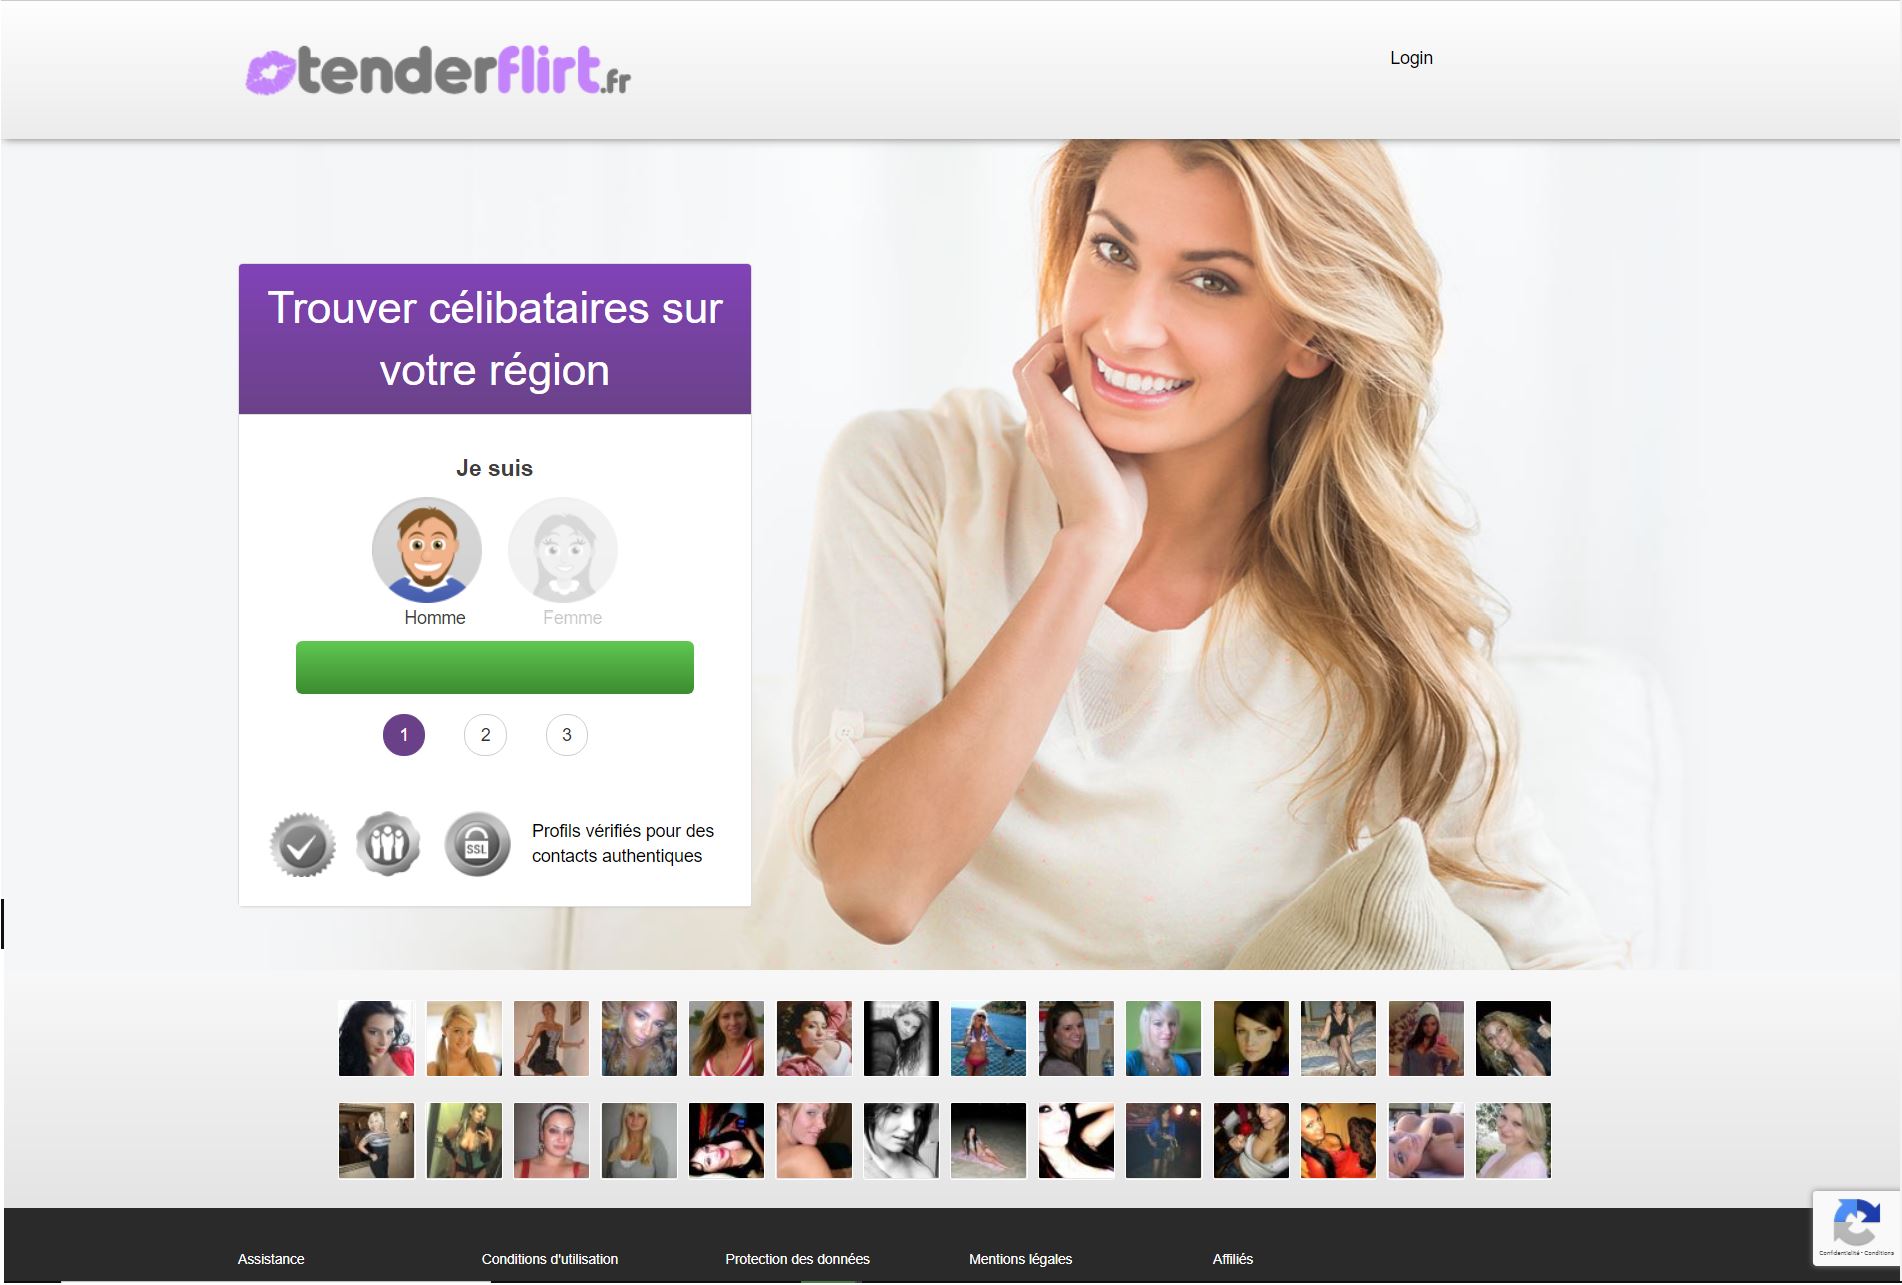 tenderflirt.fr
Login
Trouver célibataires sur
votre région
Je suis
Homme
Femme
1
2
3
SSL
Profils vérifiés pour des
contacts authentiques
Assistance
Conditions d'utilisation
Protection des données
Mentions légales
Affiliés
Confidentialité - Conditions